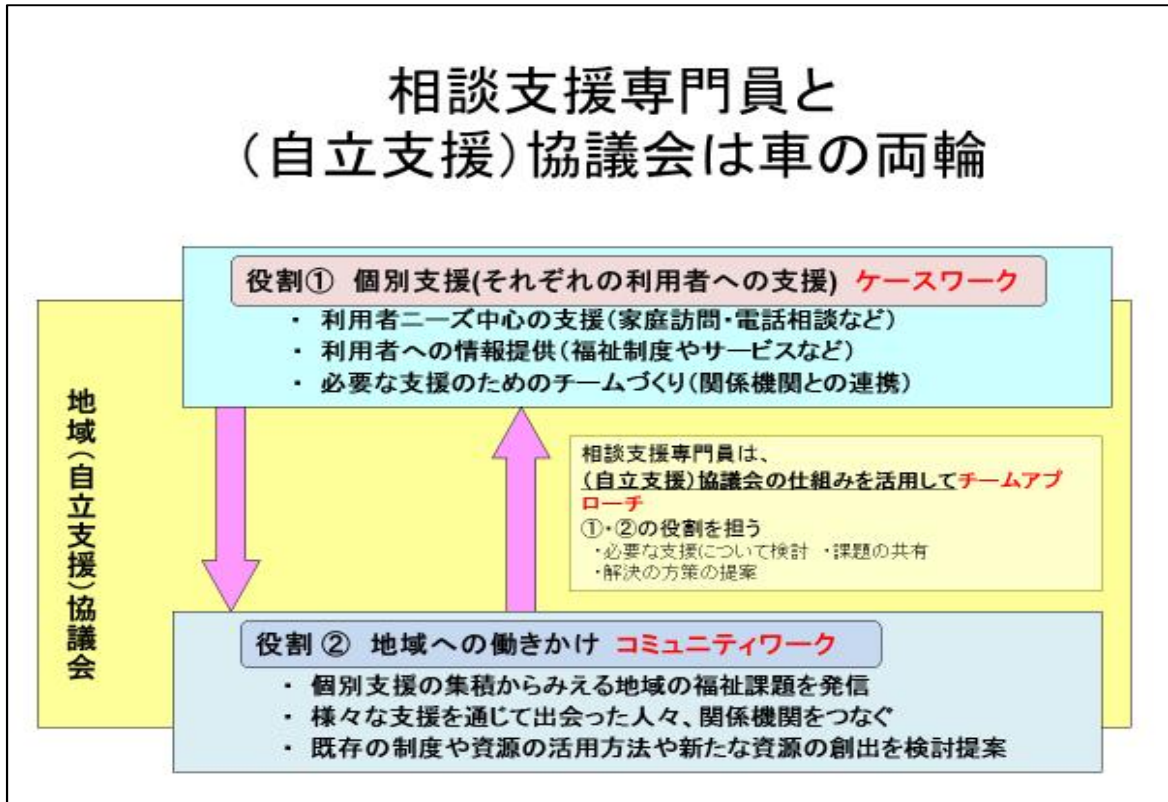 相談支援専門員と
（自立支援）協議会は車の両輪
役割① 個別支援(それぞれの利用者への支援) ケースワーク
・ 利用者ニーズ中心の支援（家庭訪問・電話相談など）
・ 利用者への情報提供（福祉制度やサービスなど）
・ 必要な支援のためのチームづくり（関係機関との連携）
地域（自立支援）協議会
相談支援専門員は、
（自立支援）協議会の仕組みを活用してチームアプ
ローチ
①・②の役割を担う
・必要な支援について検討 ・課題の共有
・解決の方策の提案
役割 ② 地域への働きかけ コミュニティワーク
・ 個別支援の集積からみえる地域の福祉課題を発信
・ 様々な支援を通じて出会った人々、関係機関をつなぐ
・ 既存の制度や資源の活用方法や新たな資源の創出を検討提案